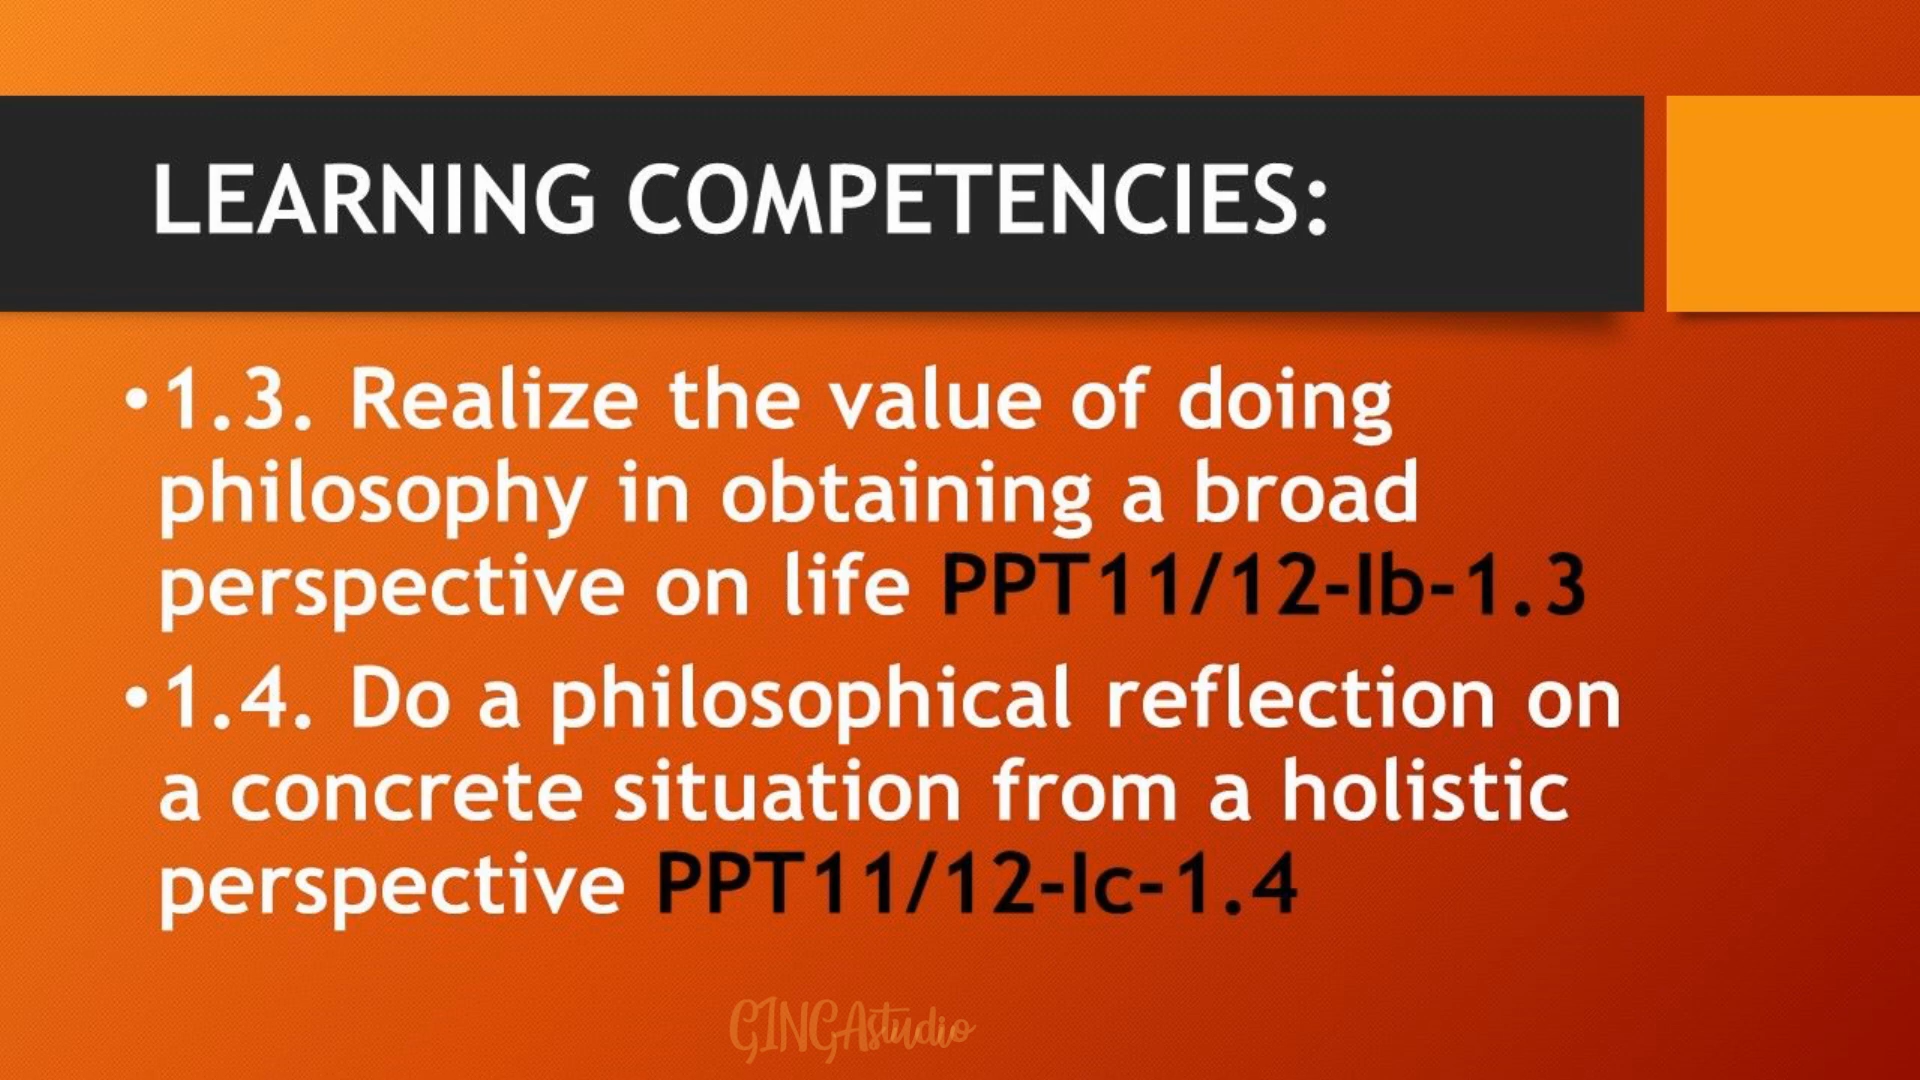 LEARNING COMPETENCIES:
•1.3. Realize the value of doing
philosophy in obtaining a broad
perspective on life PPT11/12-Ib-1.3
•1.4. Do a philosophical reflection on
a concrete situation from a holistic
perspective PPT11/12-Ic-1.4
GINGAstudio